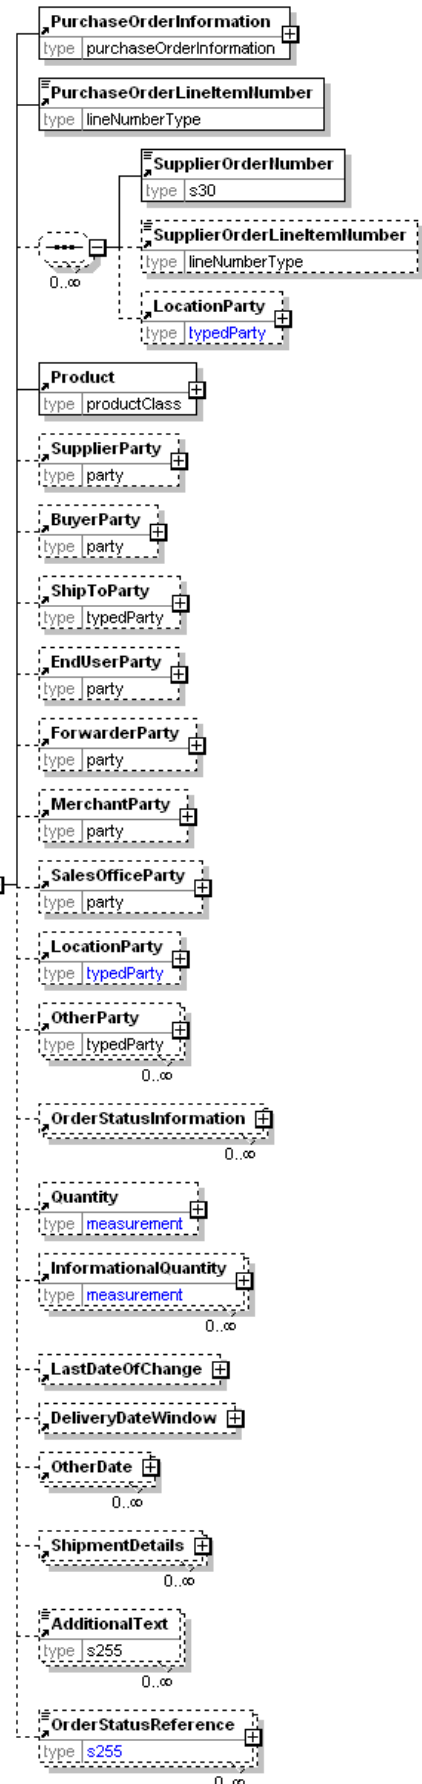 PurchaseOrderInformation
type purchaseOrderInformation
PurchaseOrderLineItemNumber
type lineNumberType
SupplierOrderNumber
type s30
SupplierOrderLineItemNumber
type lineNumberType
0..∞
LocationParty
type typedParty
Product
type productClass
SupplierParty
type party
BuyerParty
type party
ShipToParty
type typedParty
EndUserParty
type party
ForwarderParty
type party
MerchantParty
type party
SalesOfficeParty
type party
LocationParty
type typedParty
OtherParty
type typedParty
0..∞
OrderStatusInformation
0..∞
Quantity
type measurement
InformationalQuantity
type measurement
0..∞
LastDateOfChange
DeliveryDateWindow
OtherDate
0..∞
ShipmentDetails
0..∞
AdditionalText
type s255
0..∞
OrderStatusReference
type s255
0..∞